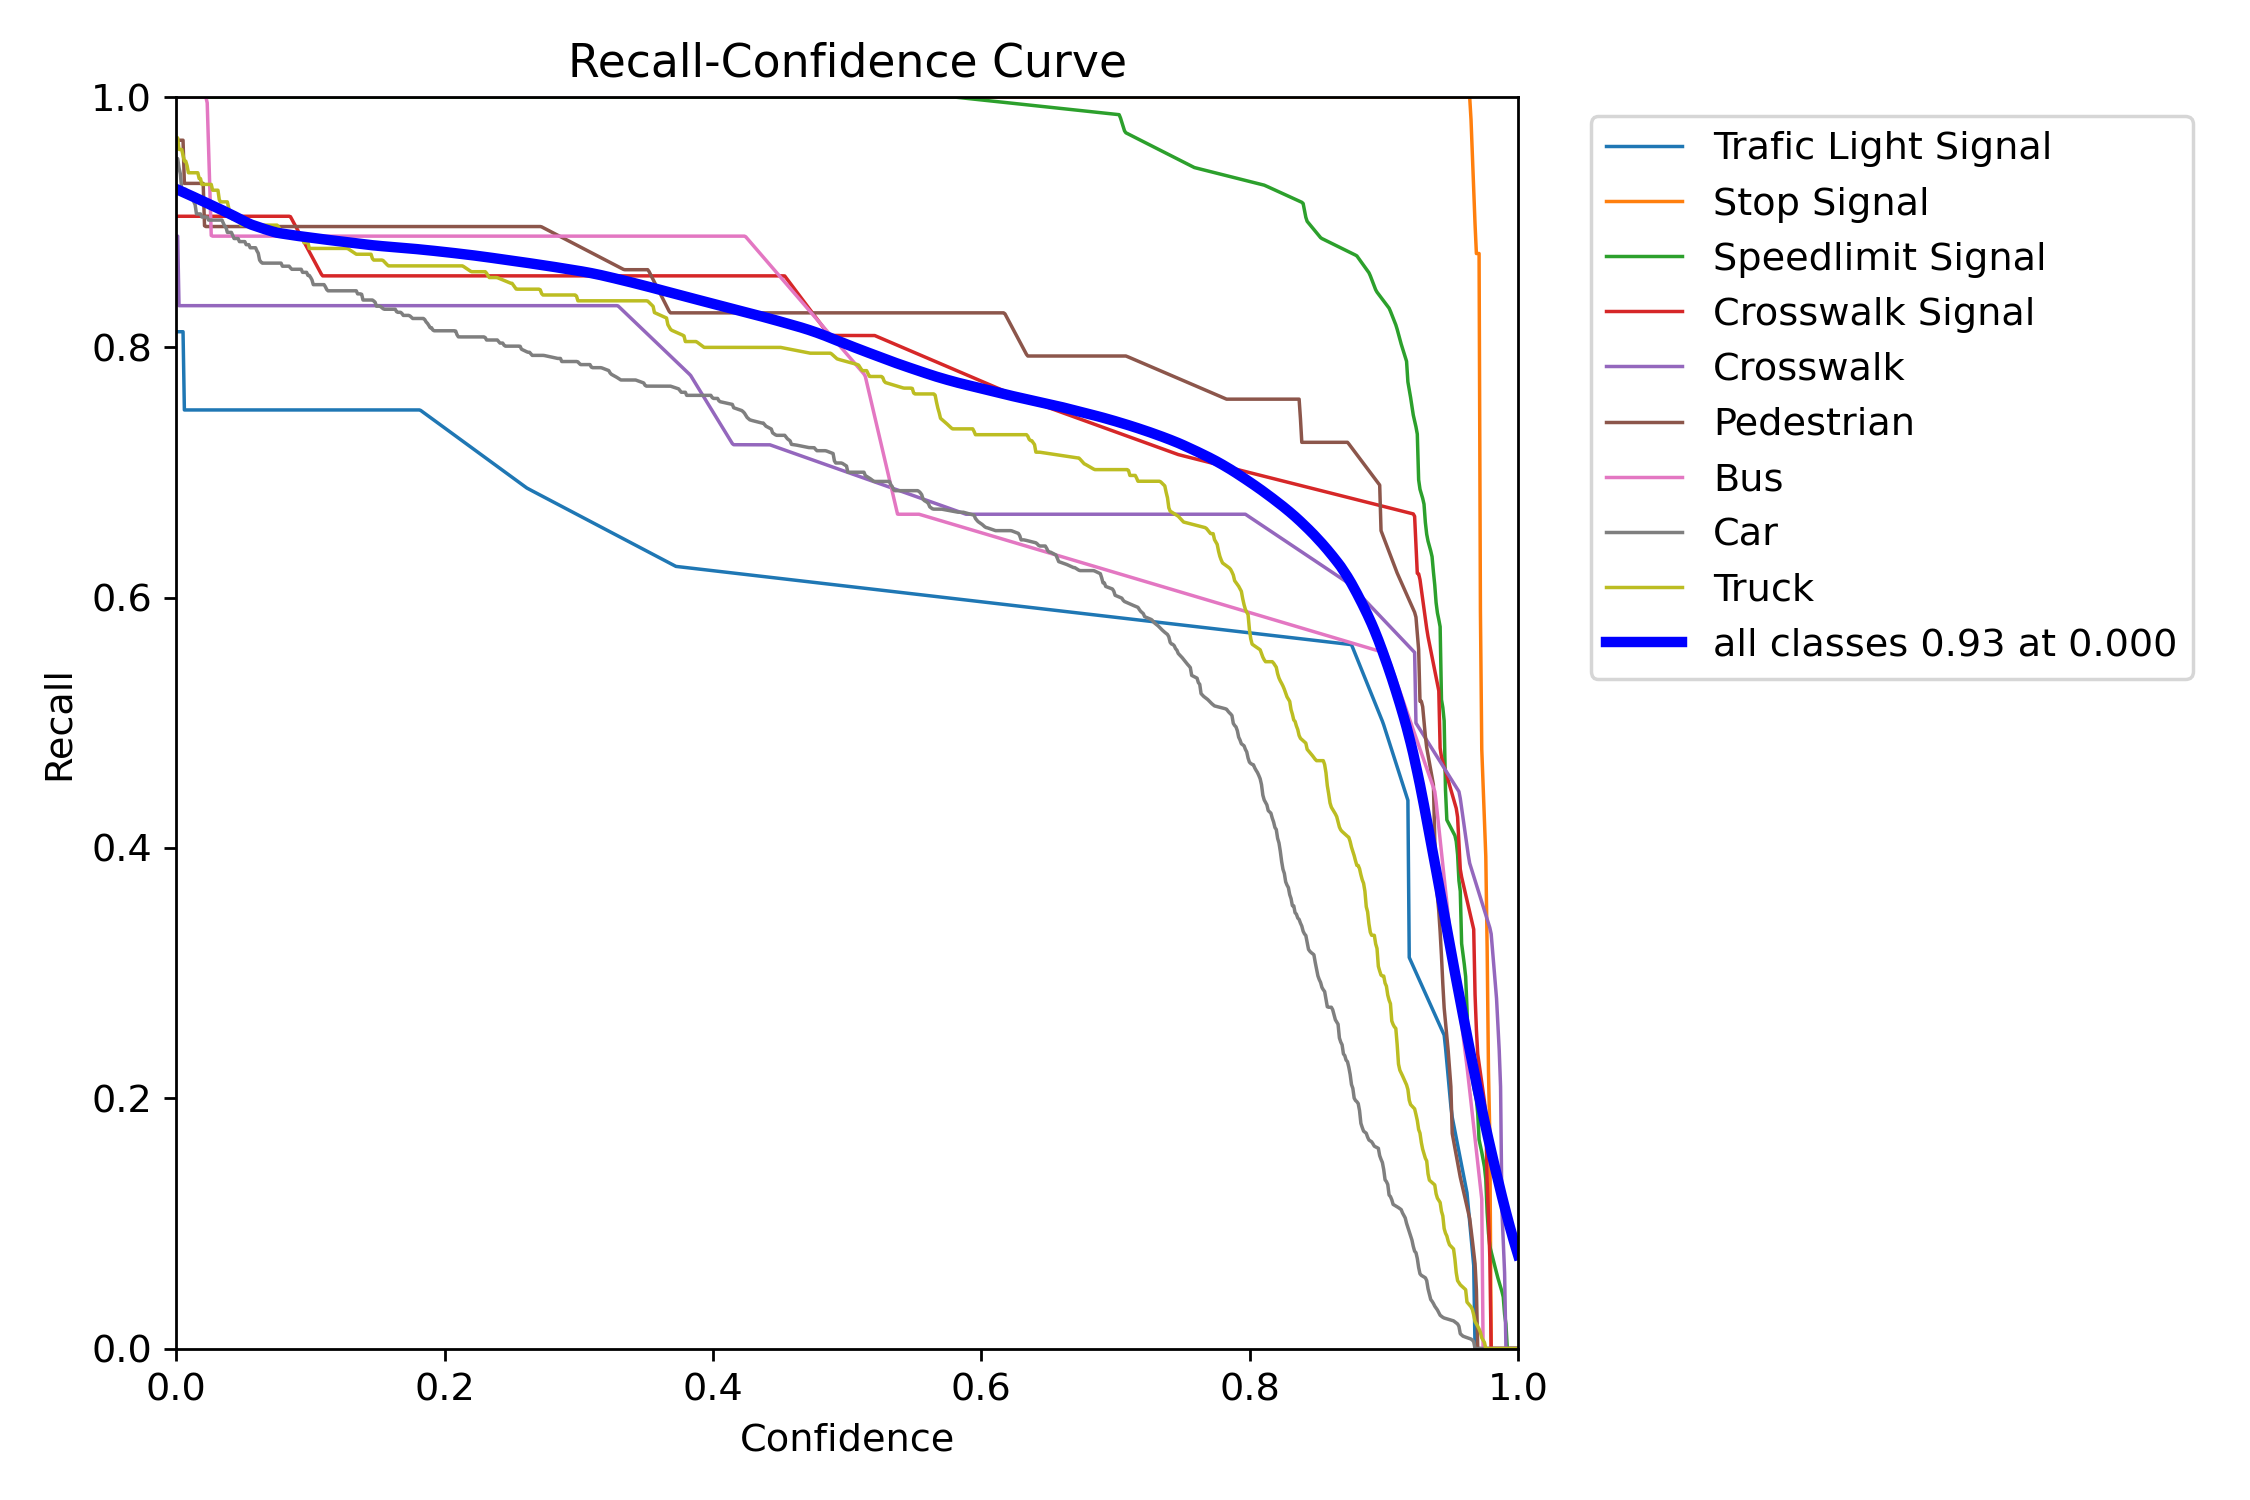 Recall-Confidence Curve
1.0
0.8
0.6
0.4
0.2
0.0
Recall
0.0 0.2 0.4 0.6 0.8 1.0
Confidence
Trafic Light Signal
Stop Signal
Speedlimit Signal
Crosswalk Signal
Crosswalk
Pedestrian
Bus
Car
Truck
all classes 0.93 at 0.000